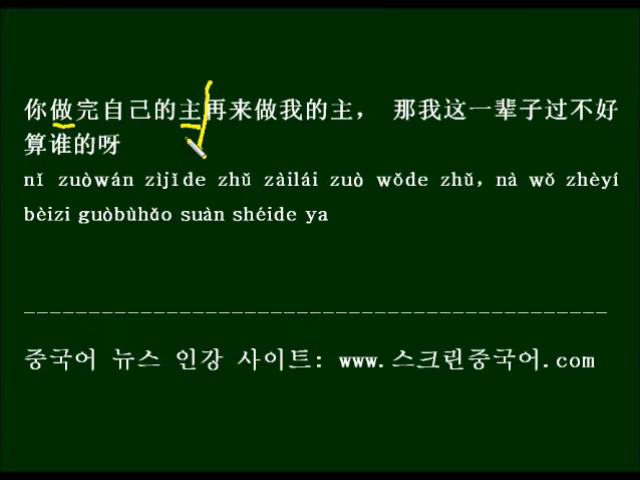 你做完自己的主再来做我的主， 那我这一辈子过不好
算谁的呀
nǐ zuòwán zìjǐde zhǔ zàilái zuò wǒde zhǔ, nà wǒ zhèyí
bèizi guòbùhǎo suàn shéide ya
---------------------------------------------
중국어 뉴스 인강 사이트: www.스크린중국어.com